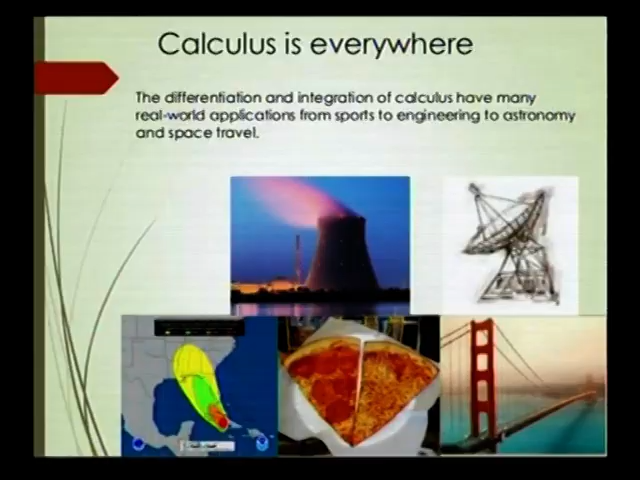 Calculus is everywhere
The differentiation and integration of calculus have many
real-world applications from sports to engineering to astronomy
and space travel.